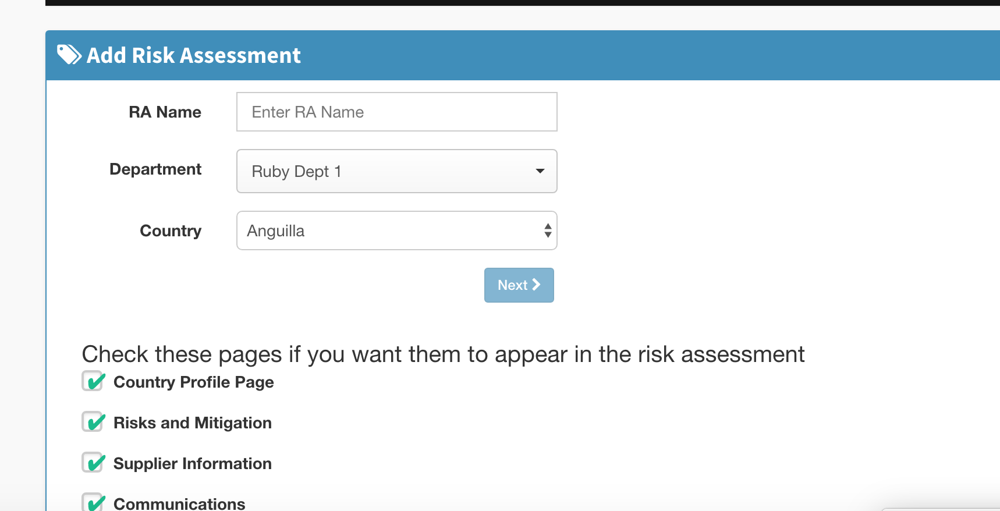 Add Risk Assessment
RA Name
Enter RA Name
Department
Ruby Dept 1
Country
Anguilla
Next
Check these pages if you want them to appear in the risk assessment
Country Profile Page
Risks and Mitigation
Supplier Information
Communications